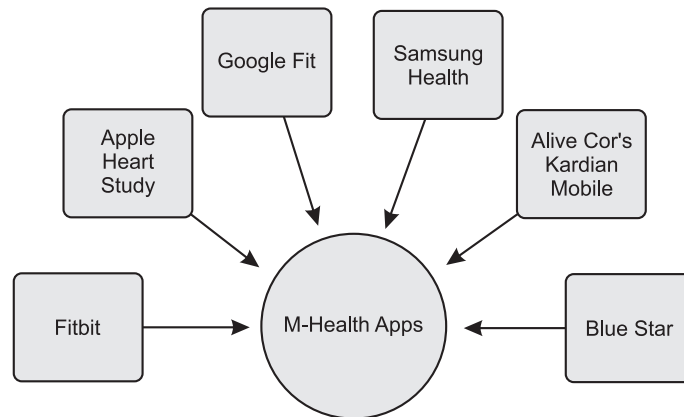 Google Fit
Samsung
Health
Apple
Heart
Study
Alive Cor's
Kardian
Mobile
Fitbit
M-Health Apps
Blue Star